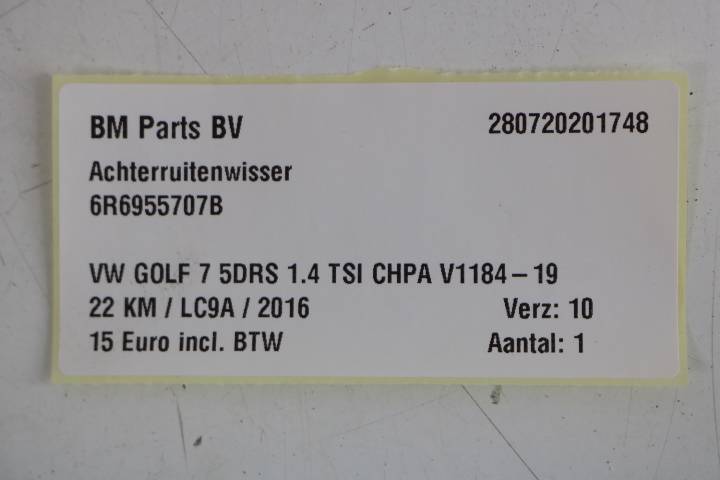 BM Parts BV 280720201748
Achterruitenwisser
6R6955707B
VW GOLF 7 5DRS 1.4 TSI CHPA V1184-19
22 KM / LC9A / 2016 Verz: 10
15 Euro incl. BTW Aantal: 1